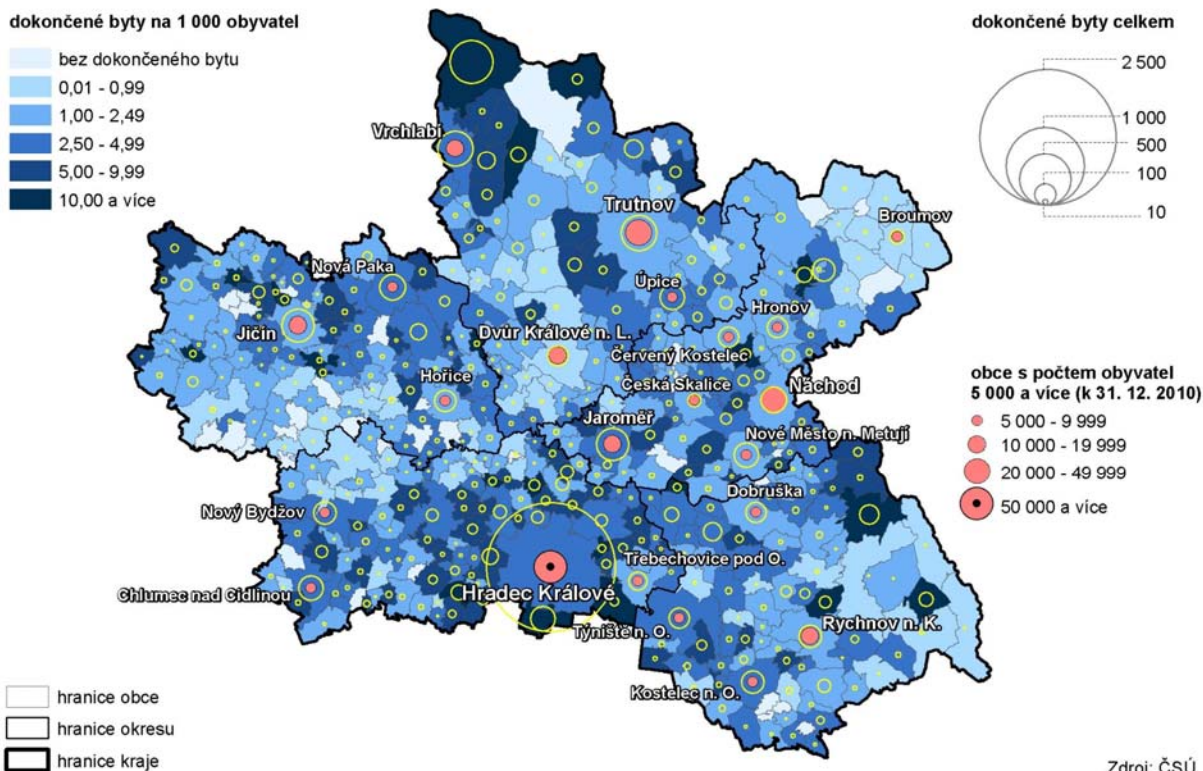 dokončené byty na 1 000 obyvatel
bez dokončeného bytu
0,01 - 0,99
1,00 - 2,49
2,50 - 4,99
5,00 - 9,99
10,00 a více
dokončené byty celkem
2 500
1 000
500
100
10
Vrchlabí
Trutnov
Broumov
Nová Paka
Úpice
Hronov
Jičín
Dvůr Králové n. L.
Červený Kostelec
Hořice
Česká Skalice
Náchod
Jaroměř
Nové Město n. Metují
Dobruška
Nový Bydžov
Třebechovice pod O.
Chlumec nad Cidlinou
Hradec Králové
Týniště n. O.
Rychnov n. K.
Kostelec n. O.
obce s počtem obyvatel
5 000 a více (k 31. 12. 2010)
5 000 - 9 999
10 000 - 19 999
20 000 - 49 999
50 000 a více
hranice obce
hranice okresu
hranice kraje
Zdroj: ČSÚ